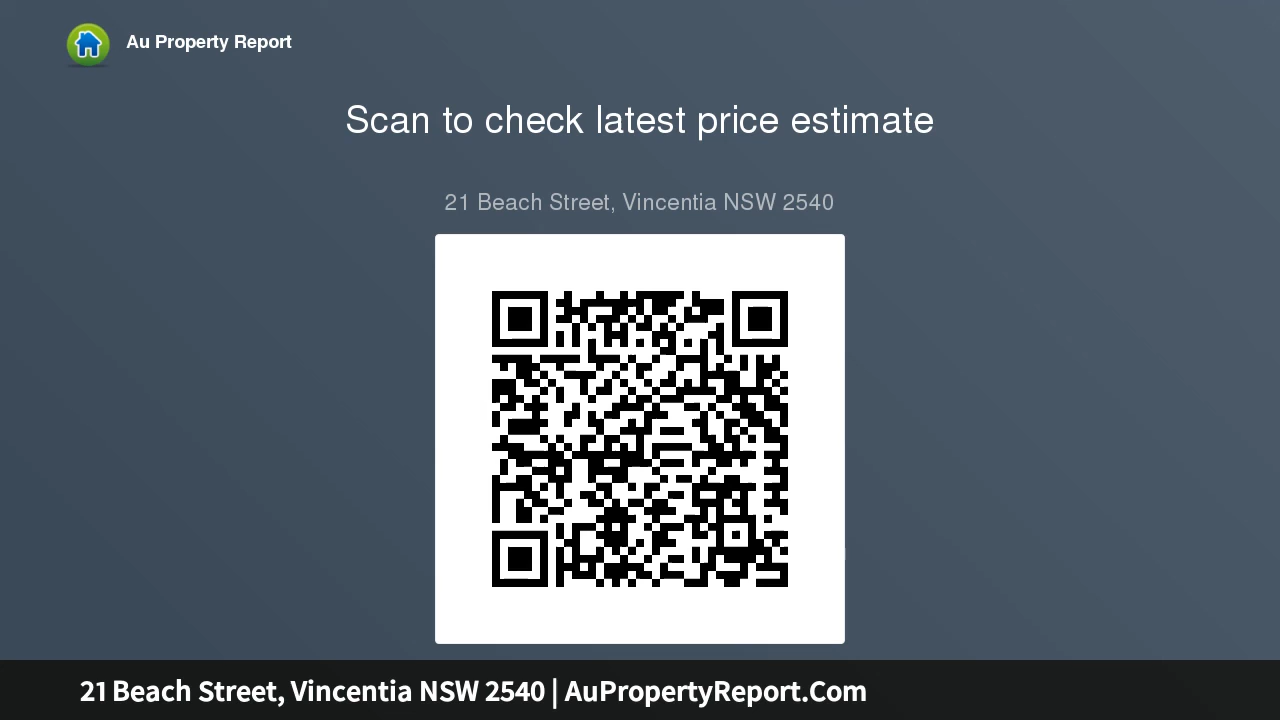 Au Property Report
Scan to check latest price estimate
21 Beach Street, Vincentia NSW 2540
21 Beach Street, Vincentia NSW 2540 | AuPropertyReport.Com